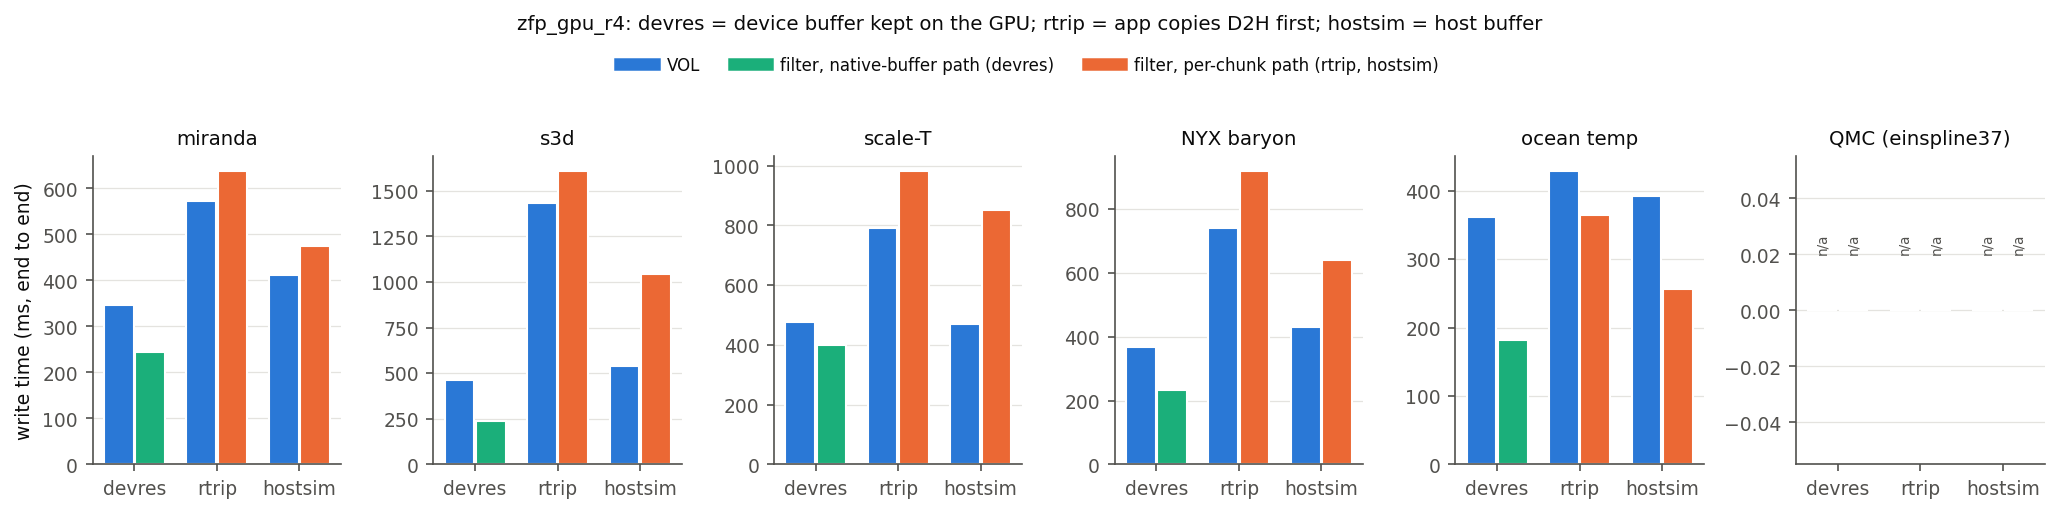 zfp_gpu_r4: devres = device buffer kept on the GPU; rtrip = app copies D2H first; hostsim = host buffer
VOL
filter, native-buffer path (devres)
filter, per-chunk path (rtrip, hostsim)
write time (ms, end to end)
miranda
600
500
400
300
200
100
0
devres
rtrip
hostsim
s3d
1500
1250
1000
750
500
250
0
devres
rtrip
hostsim
scale-T
1000
800
600
400
200
0
devres
rtrip
hostsim
NYX baryon
800
600
400
200
0
devres
rtrip
hostsim
ocean temp
400
300
200
100
0
devres
rtrip
hostsim
QMC (einspline37)
0.04
0.02
0.00
−0.02
−0.04
n/a
n/a
n/a
n/a
n/a
n/a
devres
rtrip
hostsim